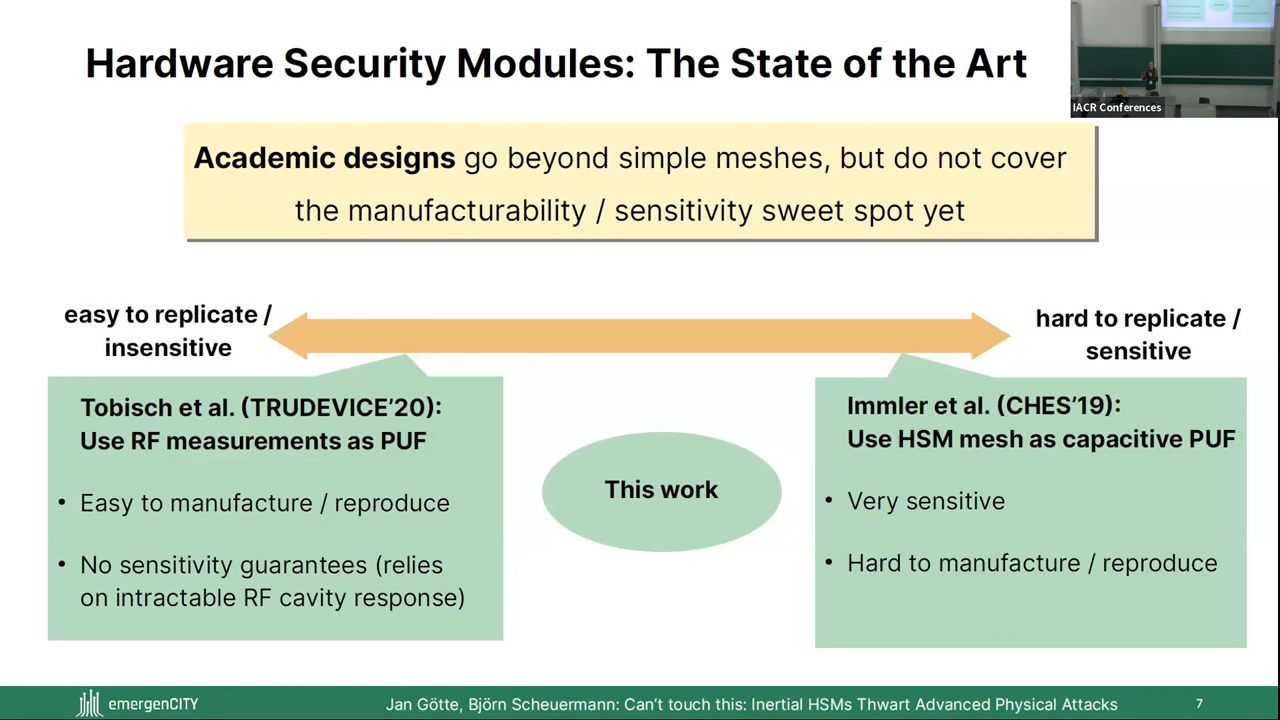 Hardware Security Modules: The State of the Art
IACR Conferences
Academic designs go beyond simple meshes, but do not cover
the manufacturability / sensitivity sweet spot yet
easy to replicate /
insensitive
hard to replicate /
sensitive
Tobisch et al. (TRUDEVICE’20):
Use RF measurements as PUF
• Easy to manufacture / reproduce
• No sensitivity guarantees (relies
on intractable RF cavity response)
This work
Immler et al. (CHES’19):
Use HSM mesh as capacitive PUF
• Very sensitive
• Hard to manufacture / reproduce
emergenCITY
Jan Götte, Björn Scheuermann: Can’t touch this: Inertial HSMs Thwart Advanced Physical Attacks
7